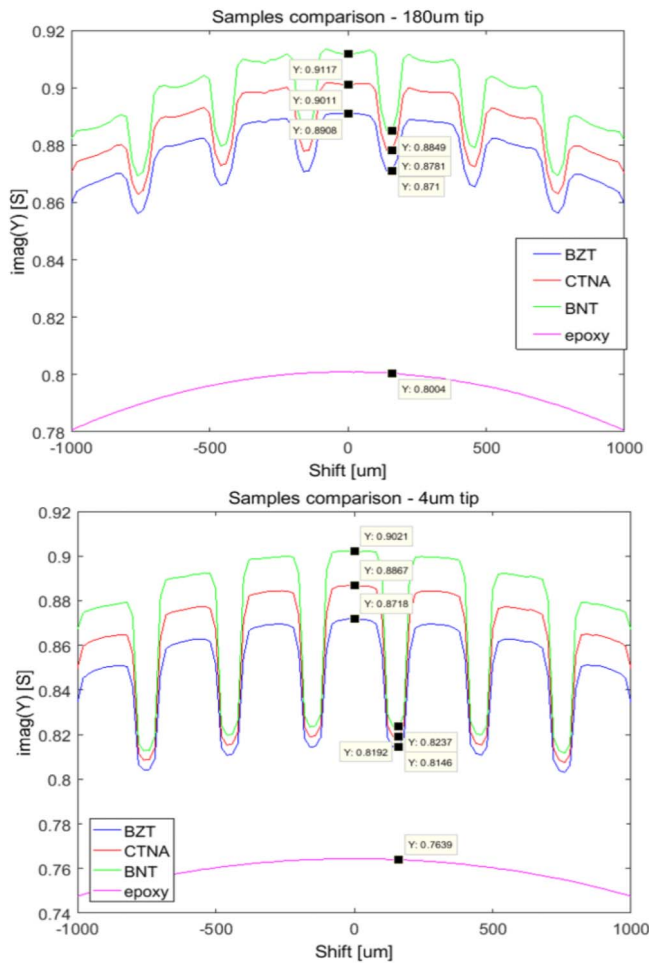 Samples comparison - 180um tip
0.92
0.9
0.88
0.86
0.84
0.82
0.8
0.78
imag(Y) [S]
Y: 0.9117
Y: 0.9011
Y: 0.8908
Y: 0.8849
Y: 0.8781
Y: 0.871
BZT
CTNA
BNT
epoxy
Y: 0.8004
-1000
-500
0
500
1000
Shift [um]
Samples comparison - 4um tip
0.92
0.9
0.88
0.86
0.84
0.82
0.8
0.78
0.76
0.74
imag(Y) [S]
Y: 0.9021
Y: 0.8867
Y: 0.8718
Y: 0.8192
Y: 0.8237
Y: 0.8146
BZT
CTNA
BNT
epoxy
Y: 0.7639
-1000
-500
0
500
1000
Shift [um]